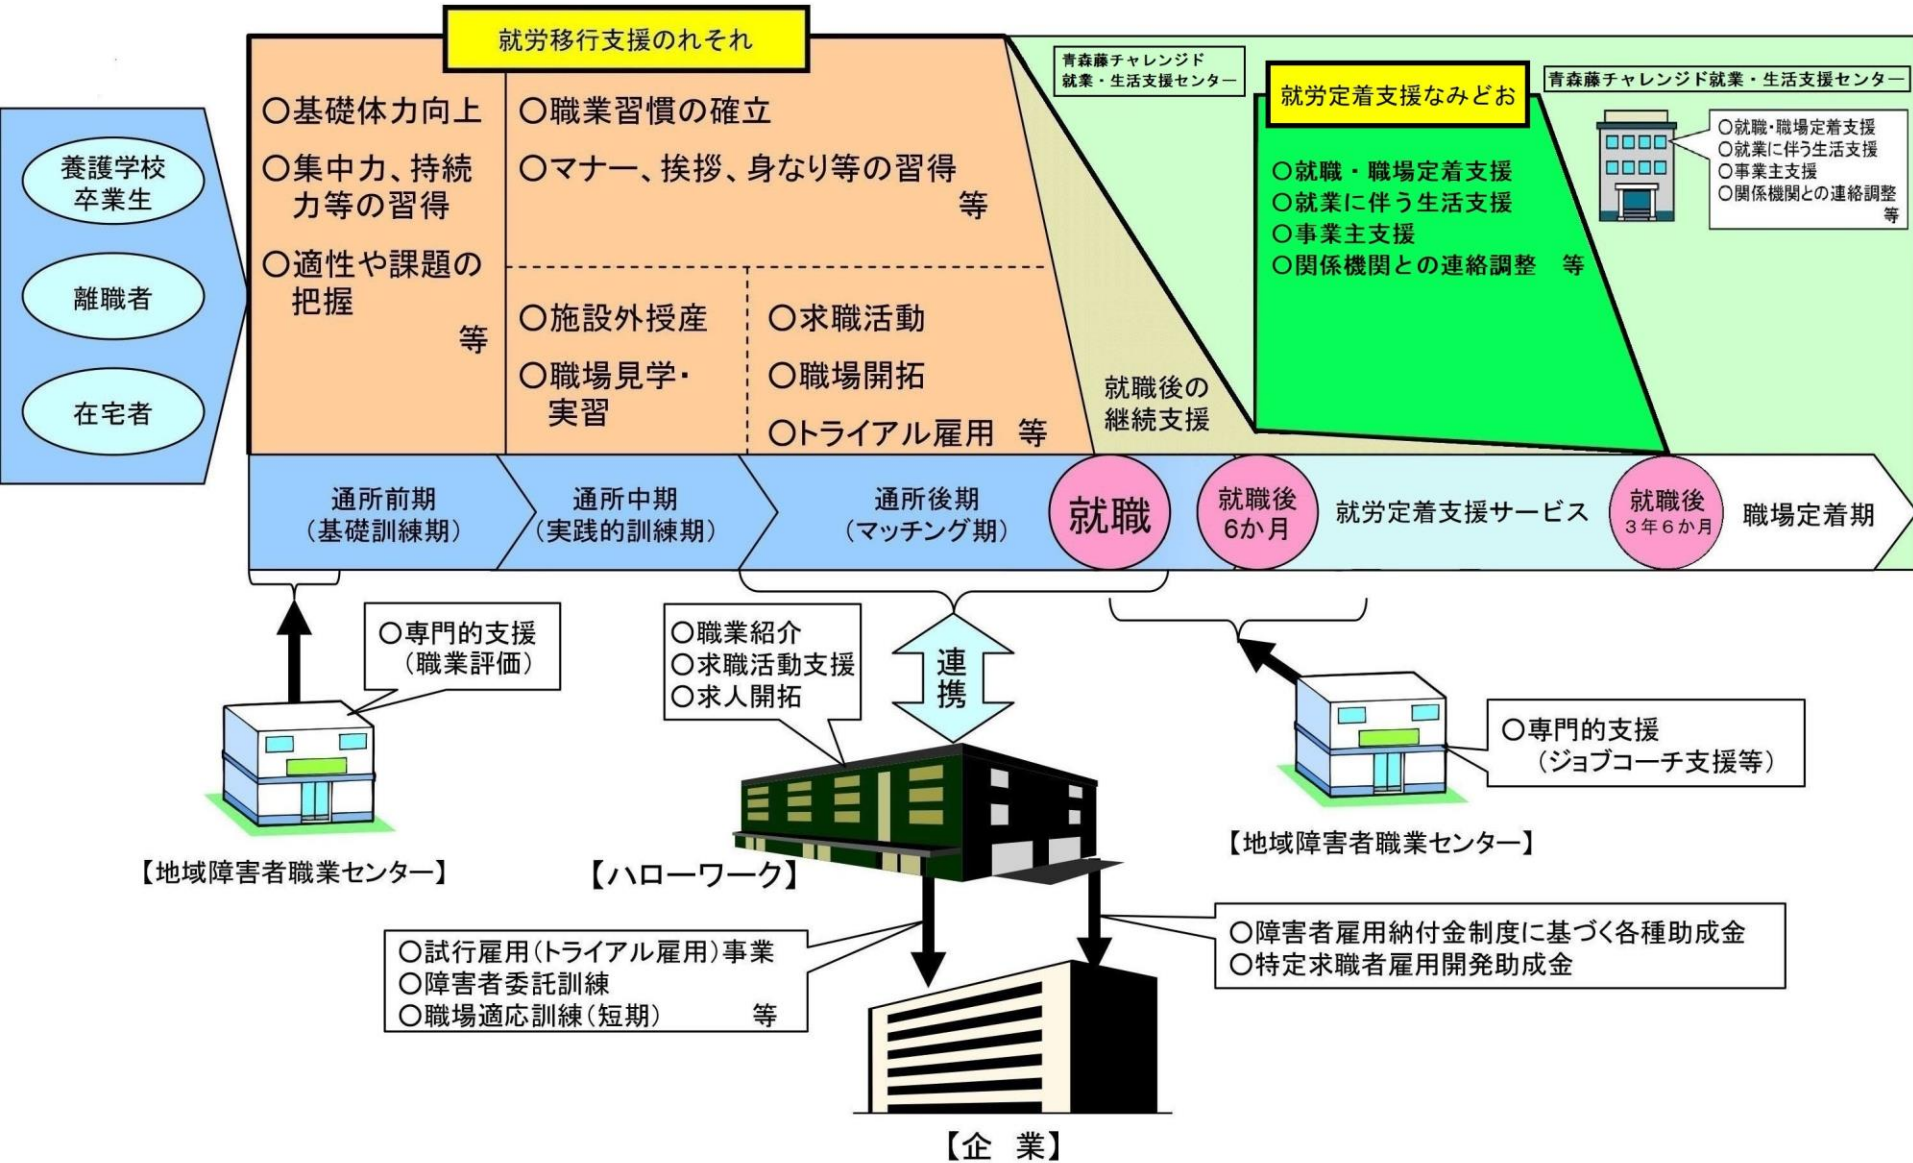 就労移行支援のれそれ
養護学校
卒業生
離職者
在宅者
○基礎体力向上
○集中力、持続
力等の習得
○適性や課題の
把握
等
○職業習慣の確立
○マナー、挨拶、身なり等の習得
等
○施設外授産
○職場見学・
実習
○求職活動
○職場開拓
○トライアル雇用 等
就職後の
継続支援
青森藤チャレンジド
就業・生活支援センター
就労定着支援なみどお
○就職・職場定着支援
○就業に伴う生活支援
○事業主支援
○関係機関との連絡調整 等
青森藤チャレンジド就業・生活支援センター
○就職・職場定着支援
○就業に伴う生活支援
○事業主支援
○関係機関との連絡調整
等
通所前期
(基礎訓練期)
通所中期
(実践的訓練期)
通所後期
(マッチング期)
就職
就職後
6か月
就労定着支援サービス
就職後
3年6か月
職場定着期
○専門的支援
(職業評価)
【地域障害者職業センター】
○職業紹介
○求職活動支援
○求人開拓
連
携
【ハローワーク】
○専門的支援
(ジョブコーチ支援等)
【地域障害者職業センター】
○試行雇用(トライアル雇用)事業
○障害者委託訓練
○職場適応訓練(短期) 等
○障害者雇用納付金制度に基づく各種助成金
○特定求職者雇用開発助成金
【企 業】